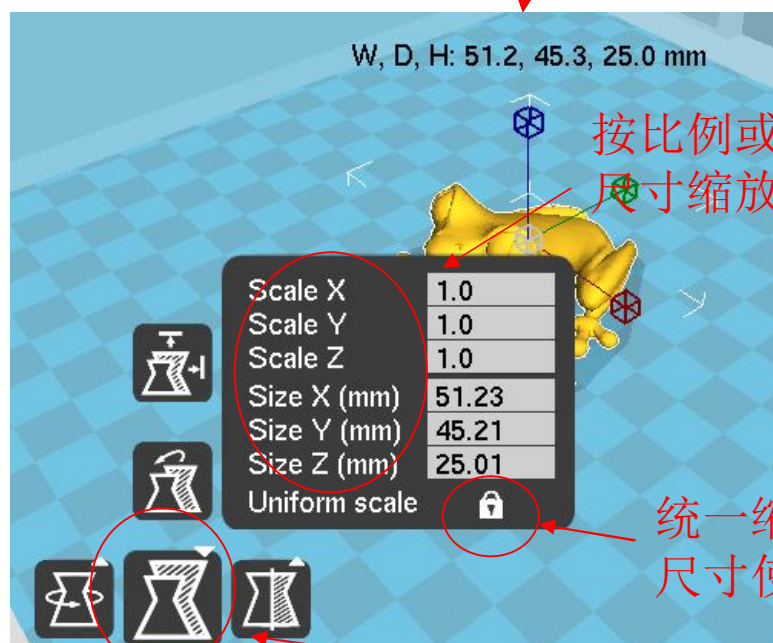 W, D, H: 51.2, 45.3, 25.0 mm
按比例或
尺寸缩放
Scale X 1.0
Scale Y 1.0
Scale Z 1.0
Size X (mm) 51.23
Size Y (mm) 45.21
Size Z (mm) 25.01
Uniform scale
统一缩
尺寸使